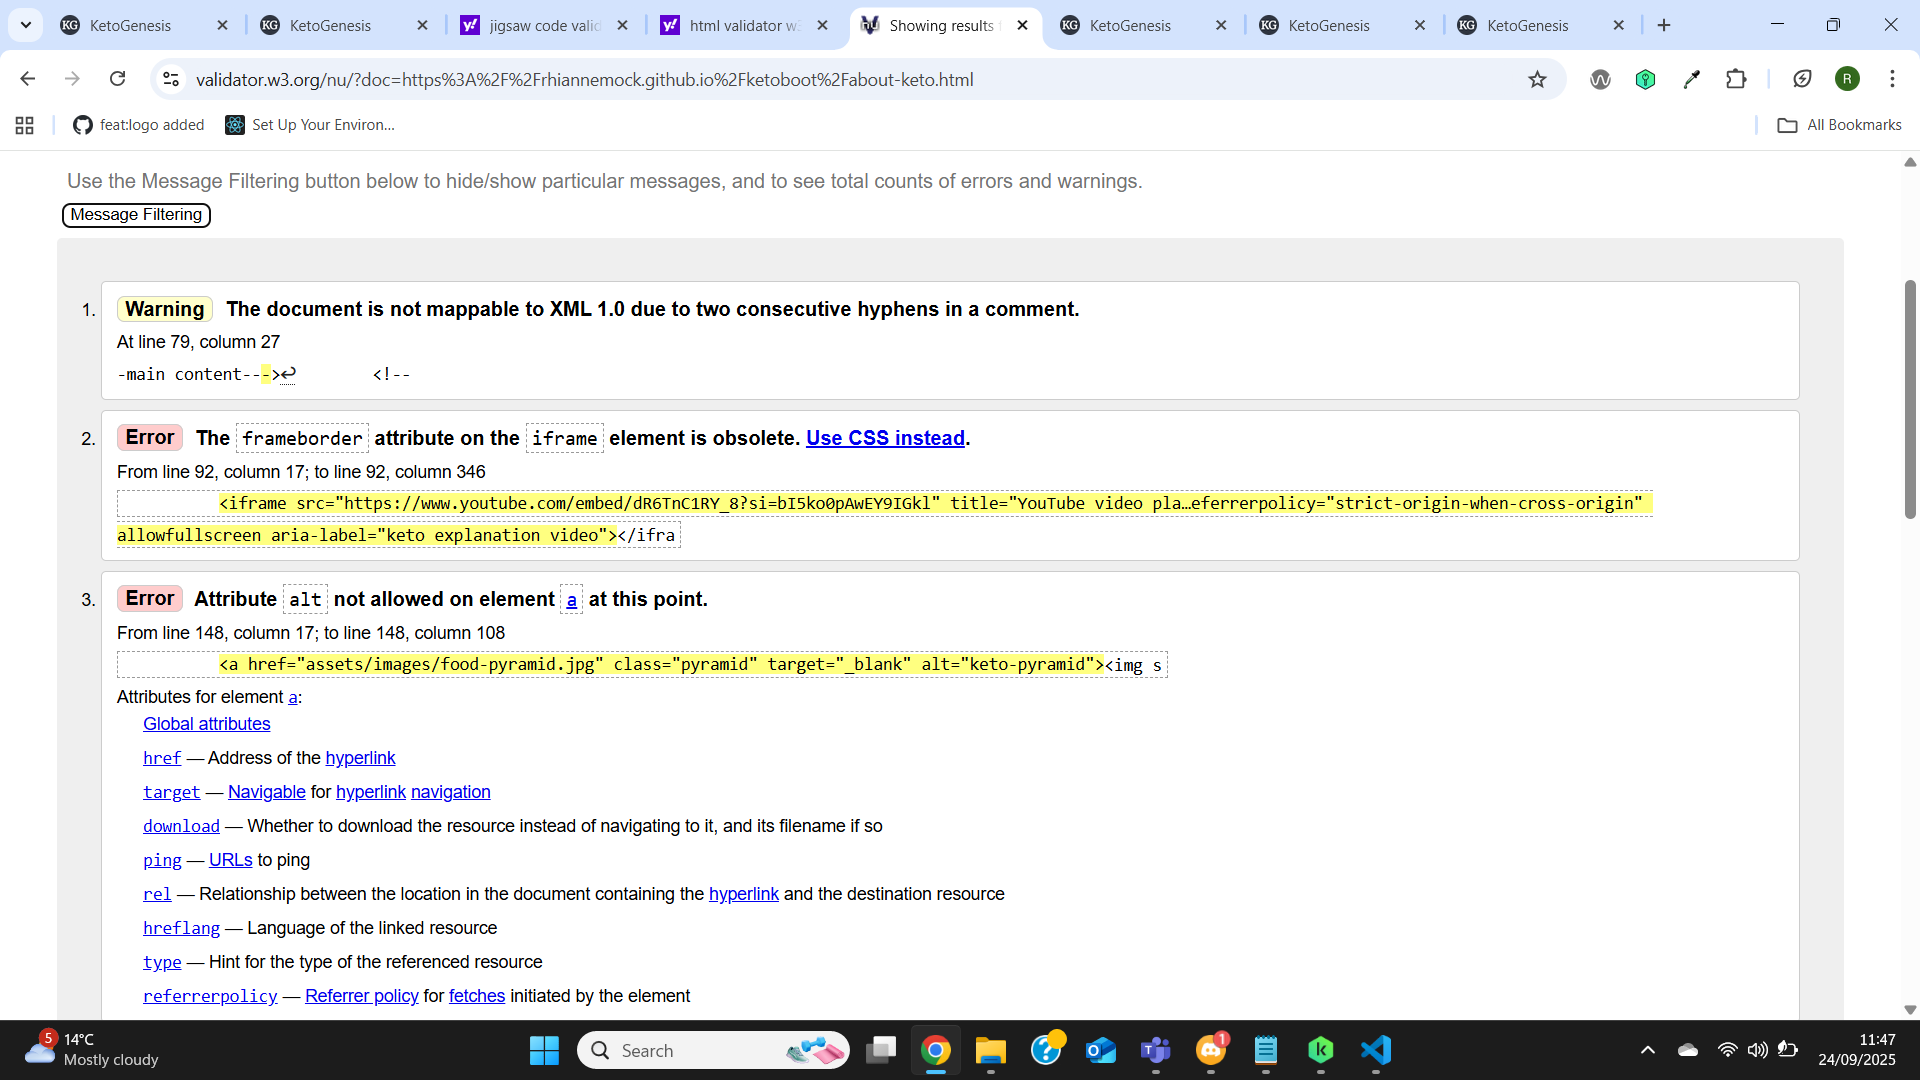 KetoGenesis
KetoGenesis
jigsaw code valid
html validator w3
Showing results f
KetoGenesis
KetoGenesis
KetoGenesis
validator.w3.org/nu/?doc=https%3A%2F%2Frhiannemock.github.io%2Fketoboot%2Fabout-keto.html
R
feat:logo added
Set Up Your Environ...
All Bookmarks
Use the Message Filtering button below to hide/show particular messages, and to see total counts of errors and warnings.
Message Filtering
1. Warning The document is not mappable to XML 1.0 due to two consecutive hyphens in a comment.
At line 79, column 27
-main content--->↩ <!--
2. Error The frameborder attribute on the iframe element is obsolete. Use CSS instead.
From line 92, column 17; to line 92, column 346
<iframe src="https://www.youtube.com/embed/dR6TnC1RY_8?si=bI5ko0pAwEY9IGkl" title="YouTube video pla…eferrerpolicy="strict-origin-when-cross-origin"
allowfullscreen aria-label="keto explanation video"></ifra
3. Error Attribute alt not allowed on element a at this point.
From line 148, column 17; to line 148, column 108
<a href="assets/images/food-pyramid.jpg" class="pyramid" target="_blank" alt="keto-pyramid"><img s
Attributes for element a:
Global attributes
href — Address of the hyperlink
target — Navigable for hyperlink navigation
download — Whether to download the resource instead of navigating to it, and its filename if so
ping — URLs to ping
rel — Relationship between the location in the document containing the hyperlink and the destination resource
hreflang — Language of the linked resource
type — Hint for the type of the referenced resource
referrerpolicy — Referrer policy for fetches initiated by the element
5
14°C
Mostly cloudy
Search
1
11:47
24/09/2025